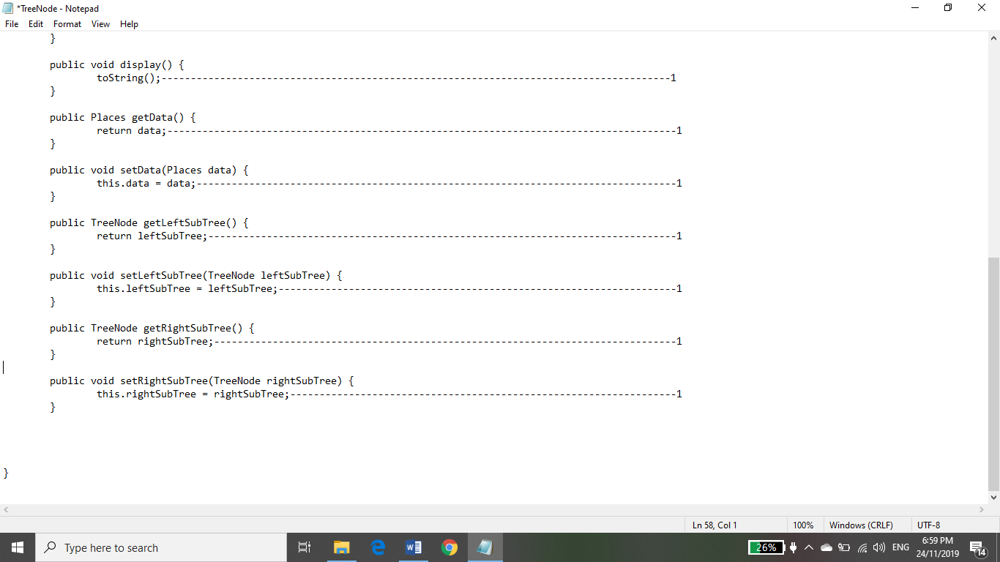 *TreeNode - Notepad
File Edit Format View Help
}
public void display() {
toString();---------------------------------------------------------------------------------------1
}
public Places getData() {
return data;---------------------------------------------------------------------------------------1
}
public void setData(Places data) {
this.data = data;----------------------------------------------------------------------------------1
}
public TreeNode getLeftSubTree() {
return leftSubTree;--------------------------------------------------------------------------------1
}
public void setLeftSubTree(TreeNode leftSubTree) {
this.leftSubTree = leftSubTree;--------------------------------------------------------------------1
}
public TreeNode getRightSubTree() {
return rightSubTree;-------------------------------------------------------------------------------1
}
public void setRightSubTree(TreeNode rightSubTree) {
this.rightSubTree = rightSubTree;------------------------------------------------------------------1
}
}
Ln 58, Col 1 100% Windows (CRLF) UTF-8
Type here to search 26% ENG 6:59 PM
24/11/2019 14